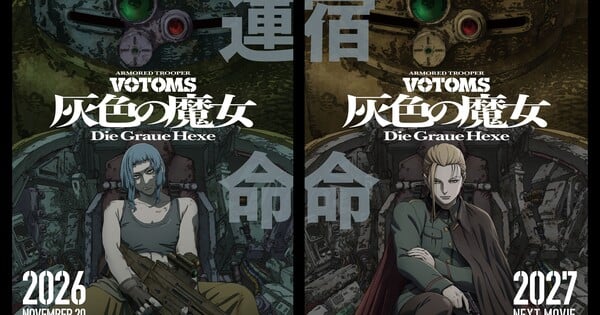 運命
ARMORED TROOPER
VOTOMS
灰色の魔女
Die Graue Hexe
2026
NOVEMBER 20
宿命
ARMORED TROOPER
VOTOMS
灰色の魔女
Die Graue Hexe
2027
NEXT MOVIE